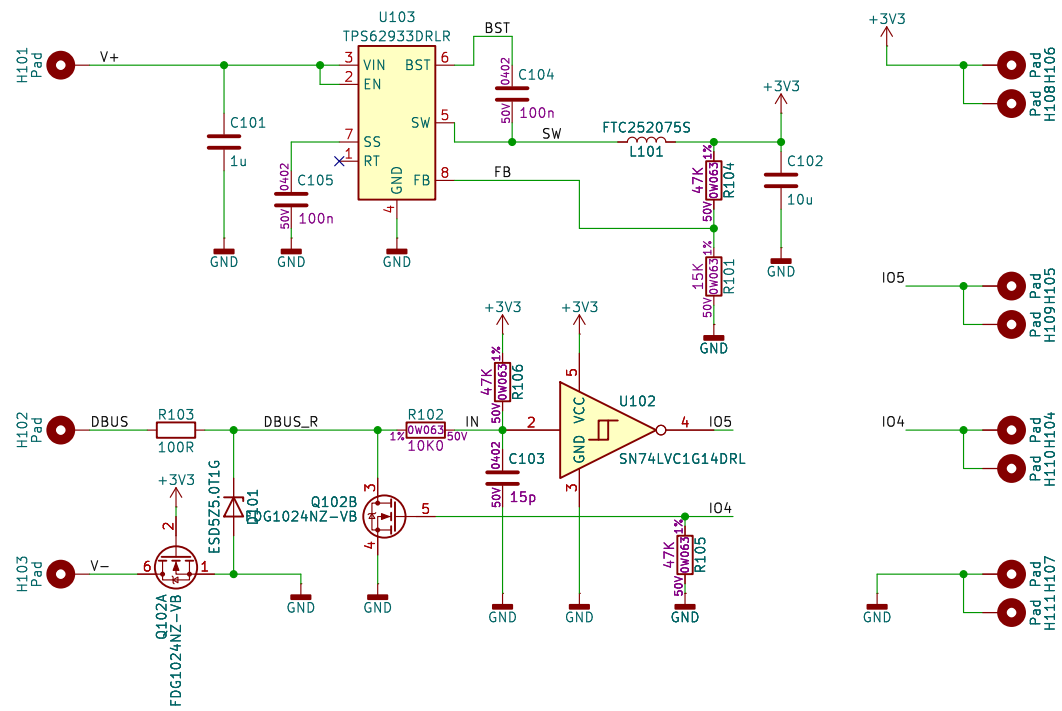 U103
TPS62933DRLR
BST
+3V3
H101
Pad
V+
3
VIN
BST
6
2
EN
0402
C104
50V
100n
Pad
H106
Pad
H108
+3V3
C101
1u
7
SS
SW
5
SW
FTC252075S
L101
1
RT
0402
C105
50V
100n
GND
4
FB
8
FB
1%
47K
0W063
R104
50V
C102
10u
GND
GND
GND
GND
1%
15K
0W063
R101
50V
GND
IO5
Pad
H105
Pad
H109
+3V3
+3V3
1%
47K
0W063
R106
50V
5
U102
VCC
GND
2
4
IO5
SN74LVC1G14DRL
3
H102
Pad
DBUS
R103
100R
DBUS_R
R102
1%
0W063
50V
10K0
IN
0402
C103
50V
15p
IO4
Pad
H104
Pad
H110
+3V3
2
ESD5Z5.0T1G
D101
Q102B
FDG1024NZ-VB
3
5
4
IO4
1%
47K
0W063
R105
50V
H103
Pad
V-
6
1
Q102A
FDG1024NZ-VB
GND
GND
GND
GND
GND
GND
Pad
H107
Pad
H111